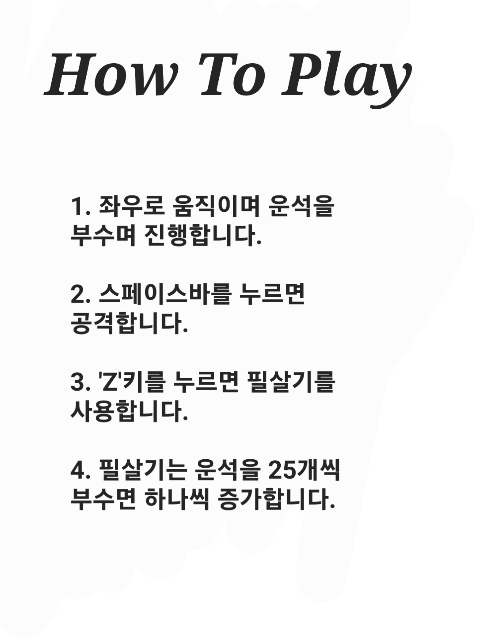 How To Play
1. 좌우로 움직이며 운석을
부수며 진행합니다.
2. 스페이스바를 누르면
공격합니다.
3. 'Z'키를 누르면 필살기를
사용합니다.
4. 필살기는 운석을 25개씩
부수면 하나씩 증가합니다.